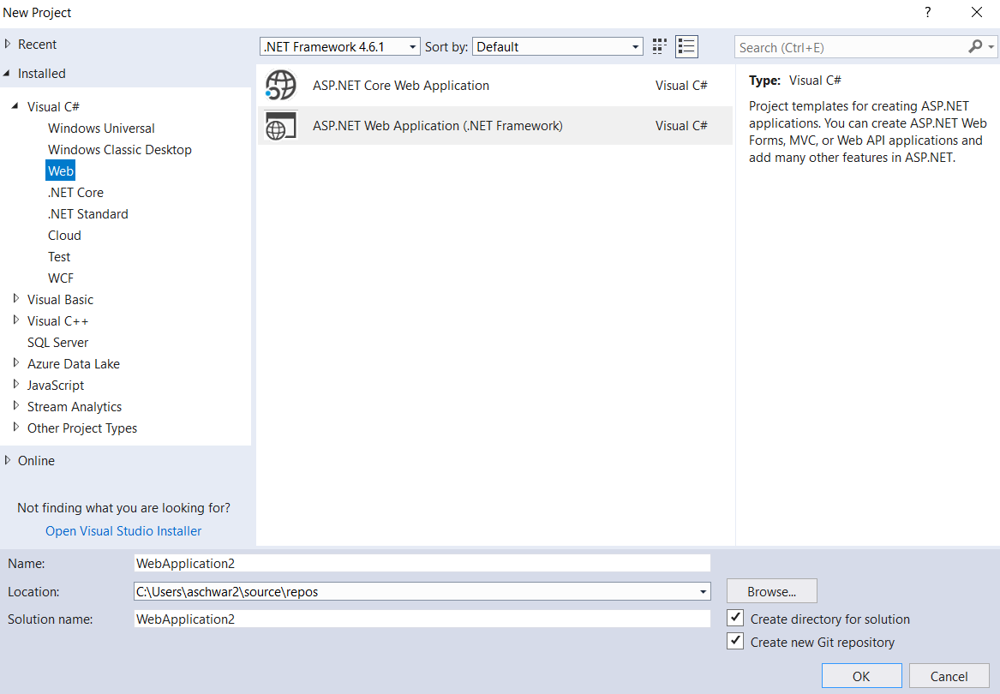 New Project
?
Recent
Installed
Visual C#
Windows Universal
Windows Classic Desktop
Web
.NET Core
.NET Standard
Cloud
Test
WCF
Visual Basic
Visual C++
SQL Server
Azure Data Lake
JavaScript
Stream Analytics
Other Project Types
Online
Not finding what you are looking for?
Open Visual Studio Installer
.NET Framework 4.6.1 Sort by: Default
ASP.NET Core Web Application Visual C#
ASP.NET Web Application (.NET Framework) Visual C#
Search (Ctrl+E)
Type: Visual C#
Project templates for creating ASP.NET
applications. You can create ASP.NET Web
Forms, MVC, or Web API applications and
add many other features in ASP.NET.
Name: WebApplication2
Location: C:\Users\aschwar2\source\repos Browse...
Solution name: WebApplication2 Create directory for solution
Create new Git repository
OK Cancel